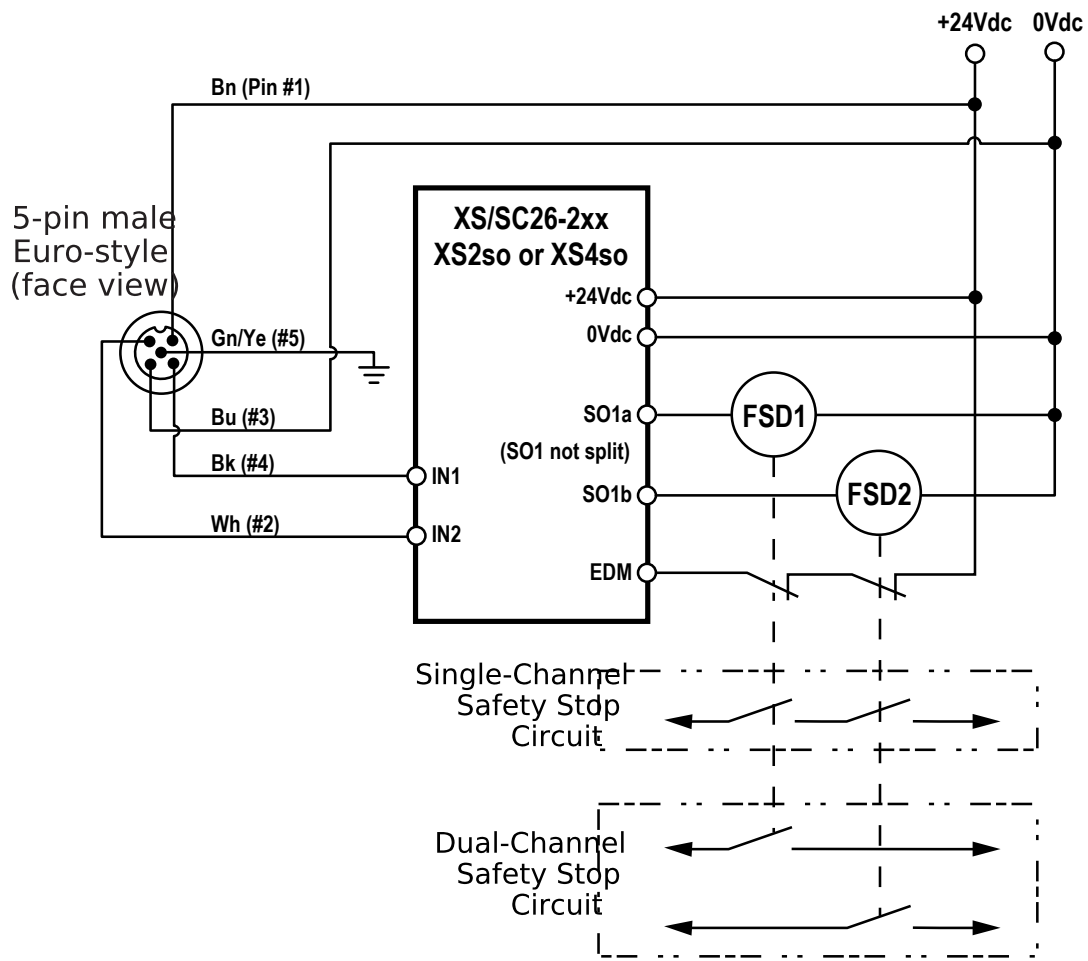 +24Vdc 0Vdc
Bn (Pin #1)
5-pin male
Euro-style
(face view)
XS/SC26-2xx
XS2so or XS4so
+24Vdc
0Vdc
Gn/Ye (#5)
Bu (#3)
SO1a
FSD1
(SO1 not split)
Bk (#4)
IN1
SO1b
FSD2
Wh (#2)
IN2
EDM
Single-Channel
Safety Stop
Circuit
Dual-Channel
Safety Stop
Circuit